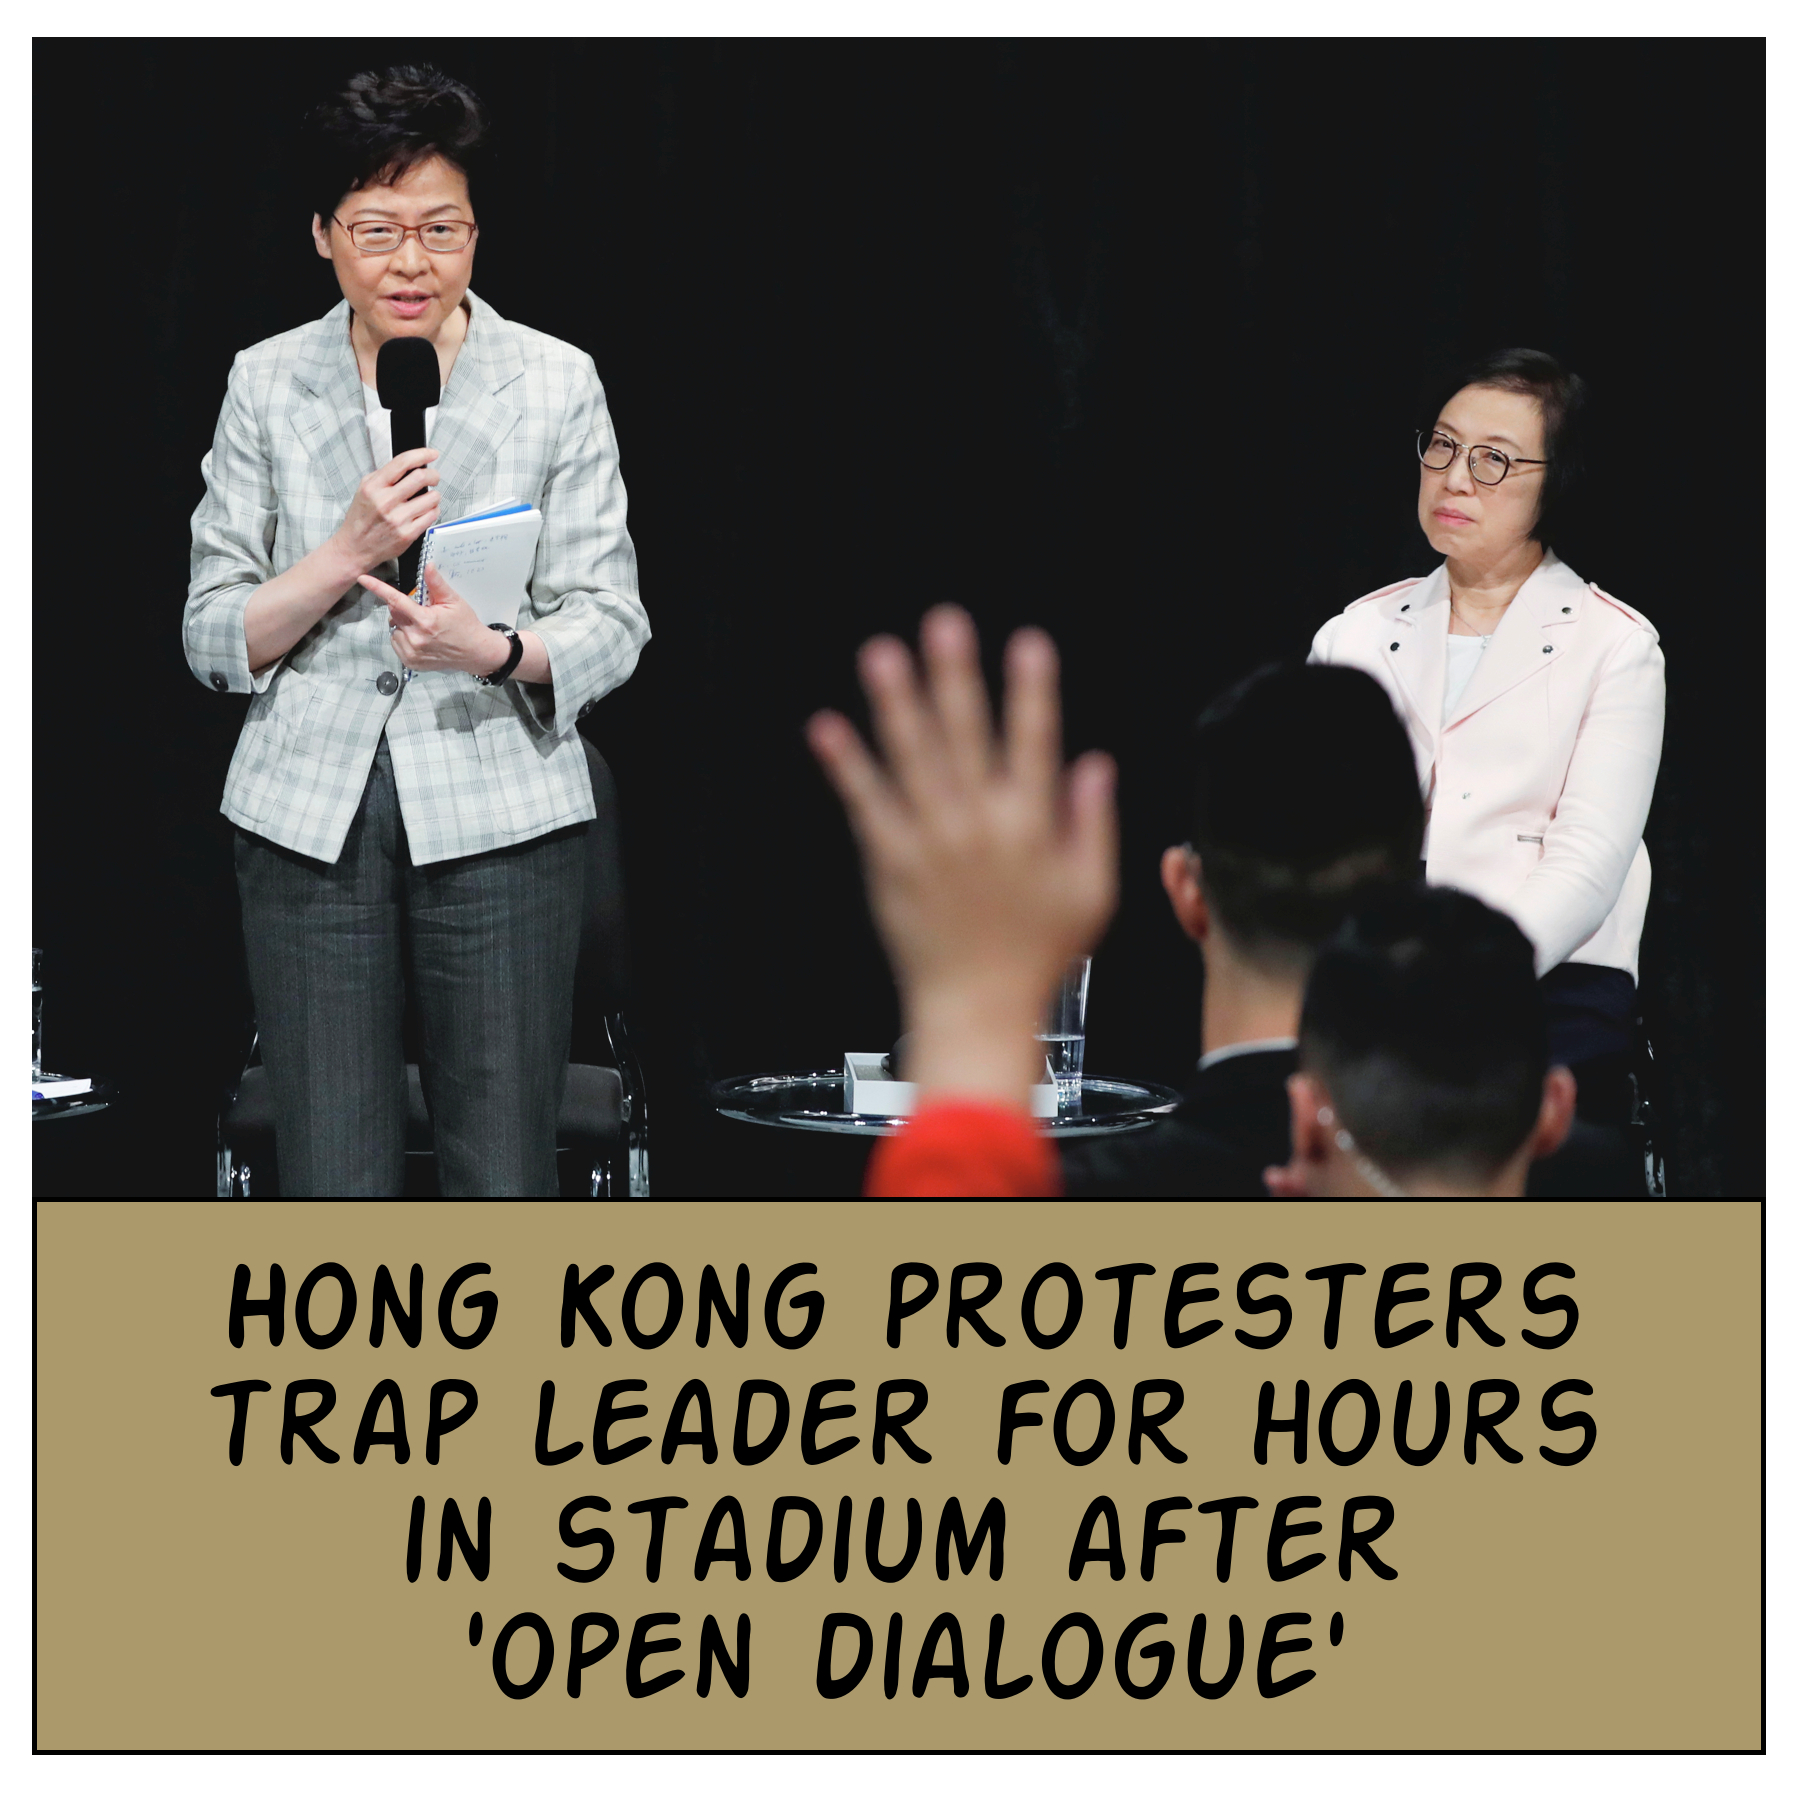 HONG KONG PROTESTERS
TRAP LEADER FOR HOURS
IN STADIUM AFTER
'OPEN DIALOGUE'